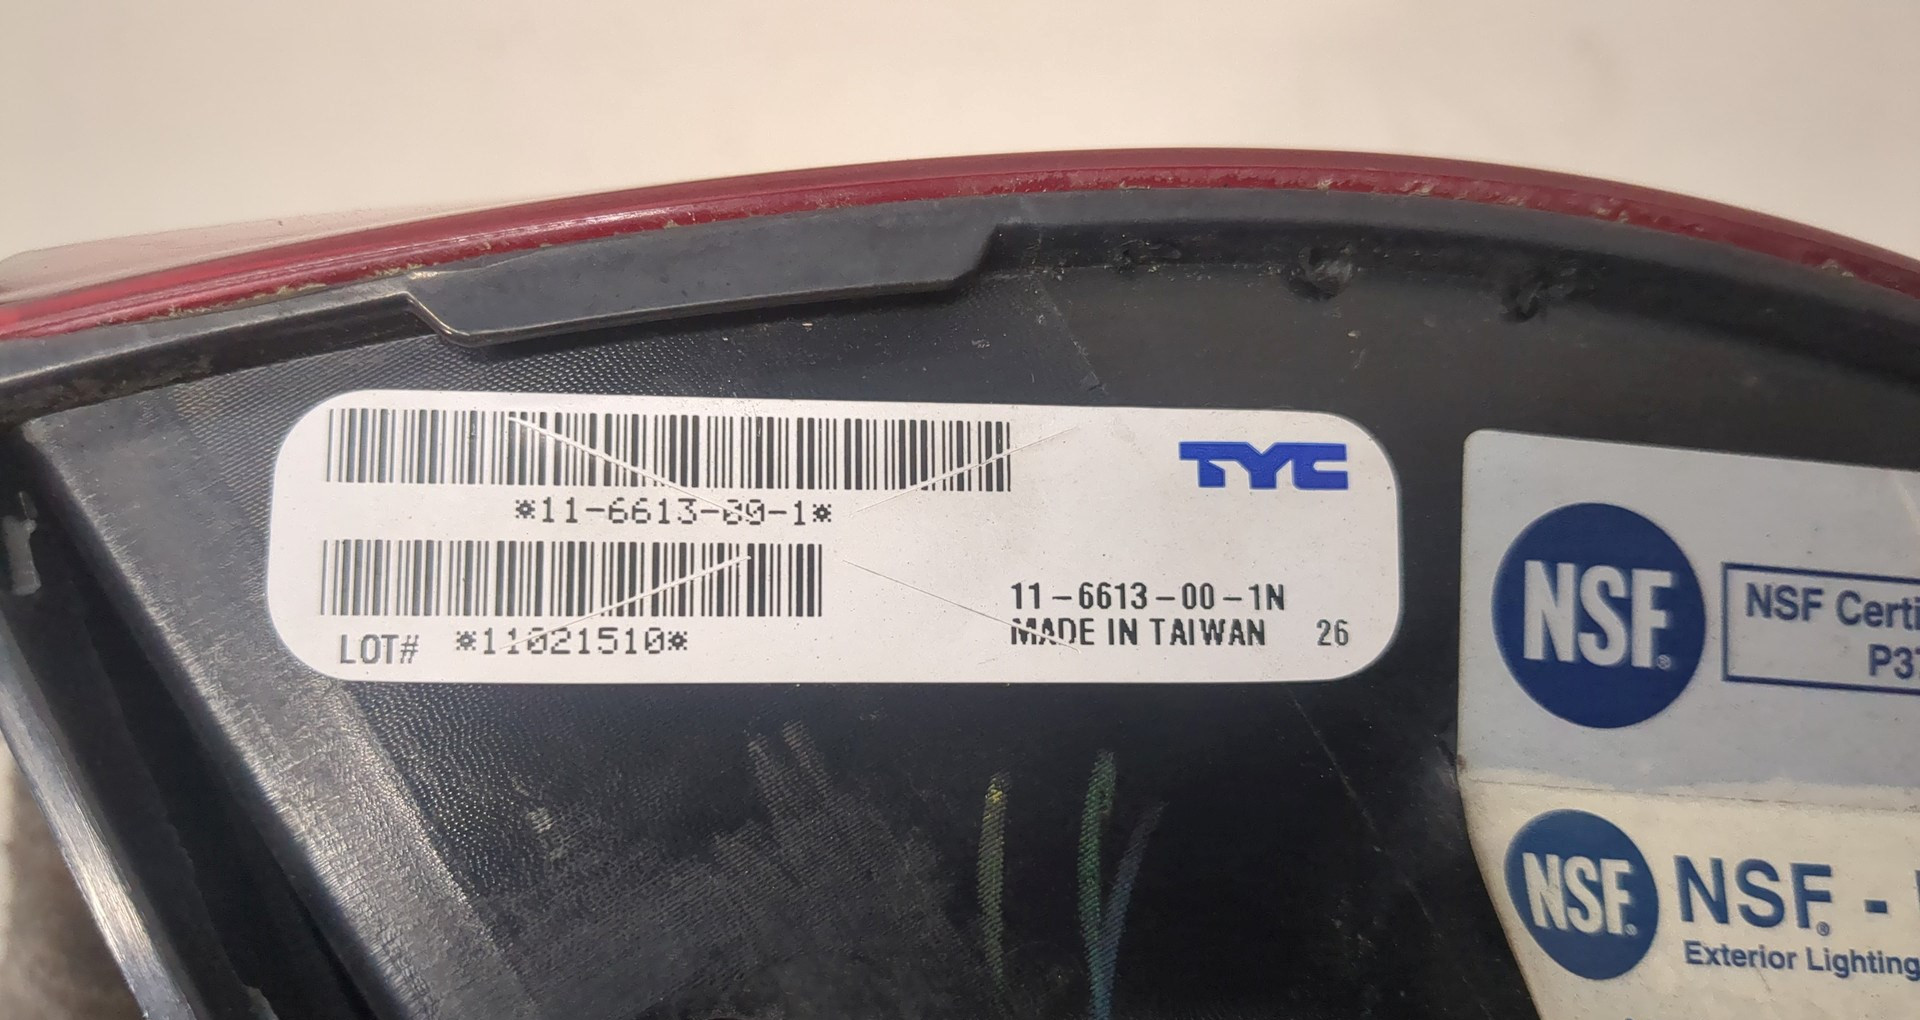 *11-6613-00-1*
TYC
LOT# *11021510*
11-6613-00-1N
MADE IN TAIWAN 26
NSF®
NSF Certi
P37
NSF®
NSF® -
Exterior Lighting